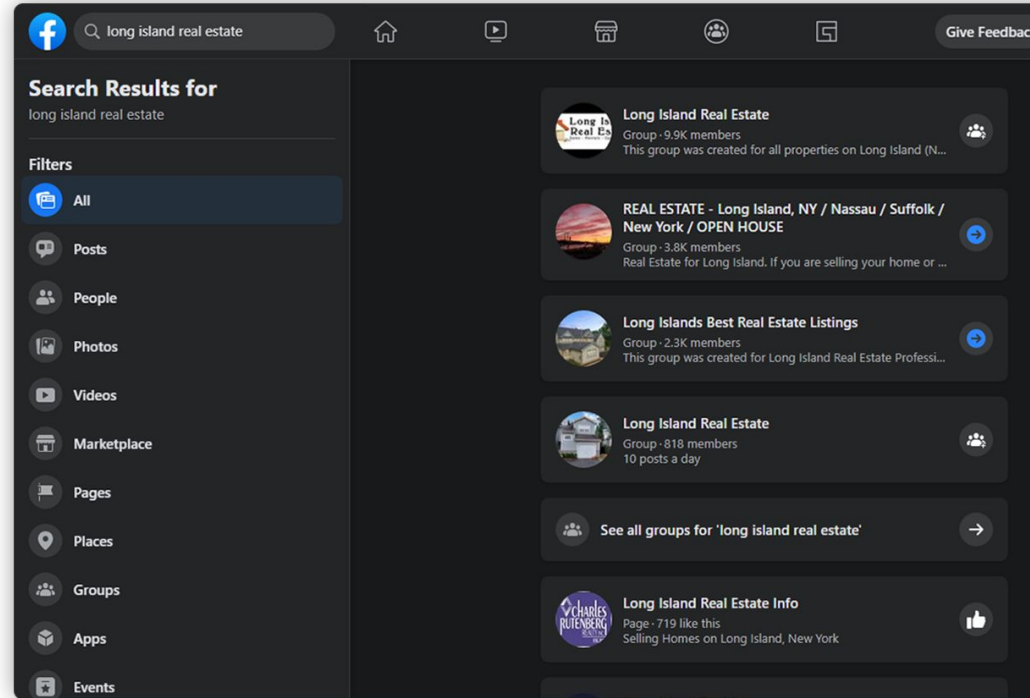 long island real estate
Give Feedbac
Search Results for
long island real estate
Filters
All
Posts
People
Photos
Videos
Marketplace
Pages
Places
Groups
Apps
Events
Long Is
Real Es
Long Island Real Estate
Group · 9.9K members
This group was created for all properties on Long Island (N...
REAL ESTATE - Long Island, NY / Nassau / Suffolk /
New York / OPEN HOUSE
Group · 3.8K members
Real Estate for Long Island. If you are selling your home or ...
Long Islands Best Real Estate Listings
Group · 2.3K members
This group was created for Long Island Real Estate Professi...
Long Island Real Estate
Group · 818 members
10 posts a day
See all groups for 'long island real estate'
CHARLES
RUTENBERG
Long Island Real Estate Info
Page · 719 like this
Selling Homes on Long Island, New York